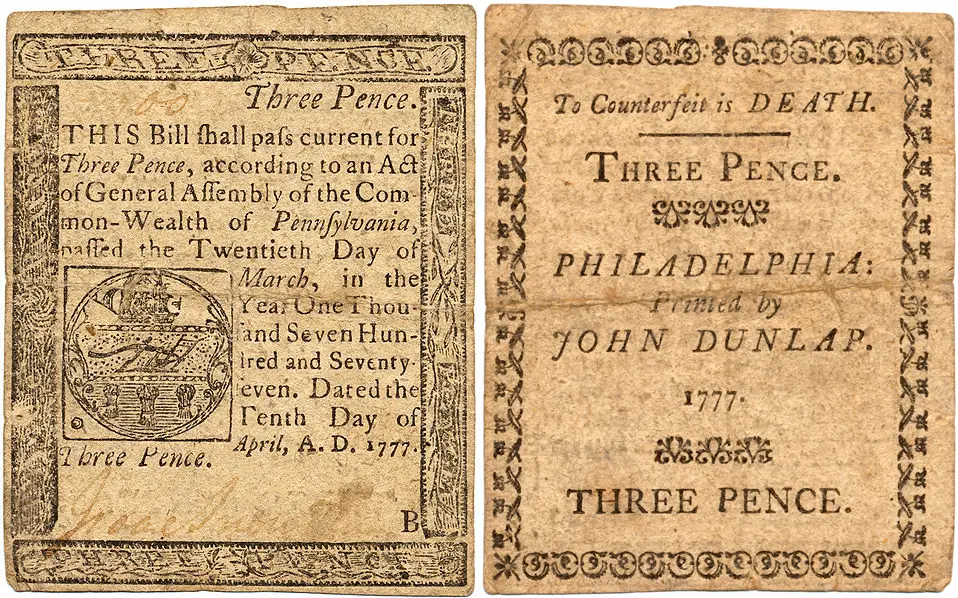 THREE PENCE
Three Pence.
THIS Bill ſhall paſs current for
Three Pence, according to an Act
of General Aſſembly of the Com-
mon-Wealth of Pennſylvania,
paſſed the Twentieth Day of
March, in the
Year One Thou-
ſand Seven Hun-
dred and Seventy-
ſeven. Dated the
Tenth Day of
April, A. D. 1777.
Three Pence.
B
THREE PENCE
To Counterfeit is DEATH.
THREE PENCE.
PHILADELPHIA:
Printed by
JOHN DUNLAP.
1777.
THREE PENCE.